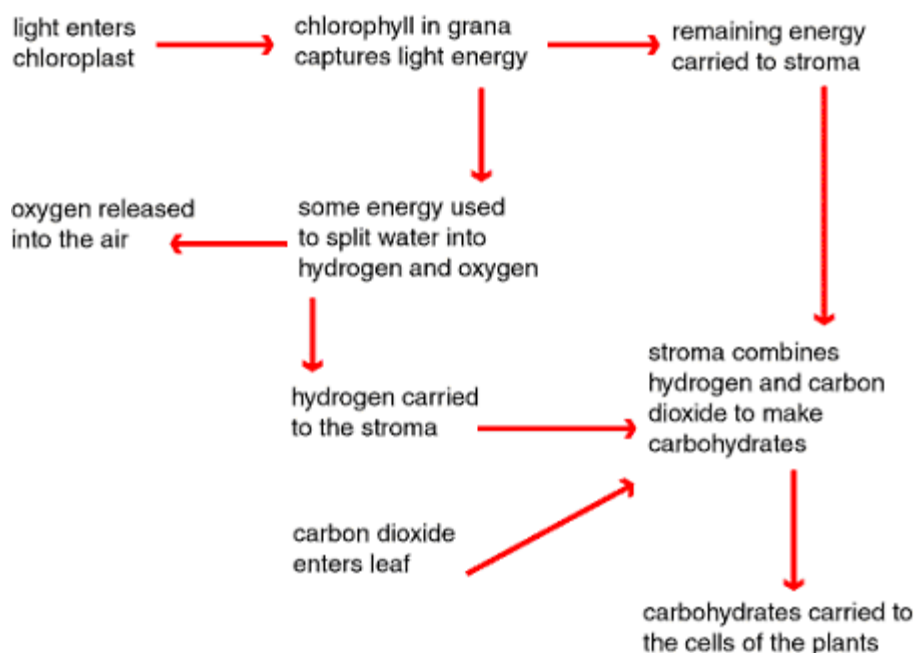 light enters
chloroplast
chlorophyll in grana
captures light energy
remaining energy
carried to stroma
oxygen released
into the air
some energy used
to split water into
hydrogen and oxygen
hydrogen carried
to the stroma
stroma combines
hydrogen and carbon
dioxide to make
carbohydrates
carbon dioxide
enters leaf
carbohydrates carried to
the cells of the plants